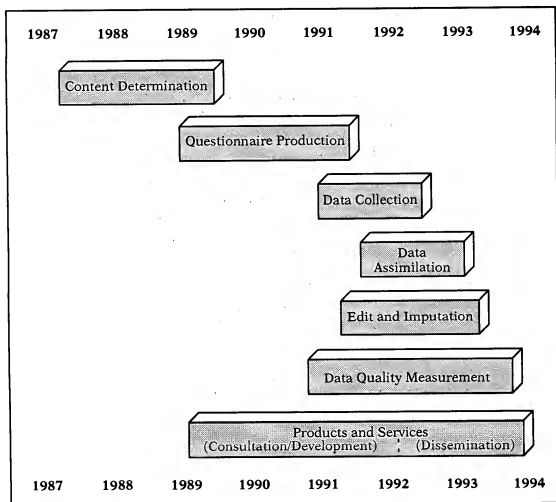 1987 1988 1989 1990 1991 1992 1993 1994
Content Determination
Questionnaire Production
Data Collection
Data
Assimilation
Edit and Imputation
Data Quality Measurement
Products and Services
(Consultation/Development) (Dissemination)
1987 1988 1989 1990 1991 1992 1993 1994